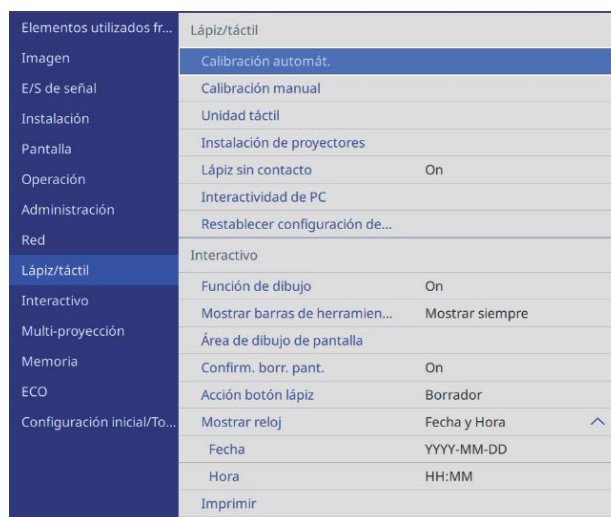 Elementos utilizados fr...
Imagen
E/S de señal
Instalación
Pantalla
Operación
Administración
Red
Lápiz/táctil
Interactivo
Multi-proyección
Memoria
ECO
Configuración inicial/To...
Lápiz/táctil
Calibración automát.
Calibración manual
Unidad táctil
Instalación de proyectores
Lápiz sin contacto On
Interactividad de PC
Restablecer configuración de...
Interactivo
Función de dibujo On
Mostrar barras de herramien... Mostrar siempre
Área de dibujo de pantalla
Confirm. borr. pant. On
Acción botón lápiz Borrador
Mostrar reloj Fecha y Hora
Fecha YYYY-MM-DD
Hora HH:MM
Imprimir